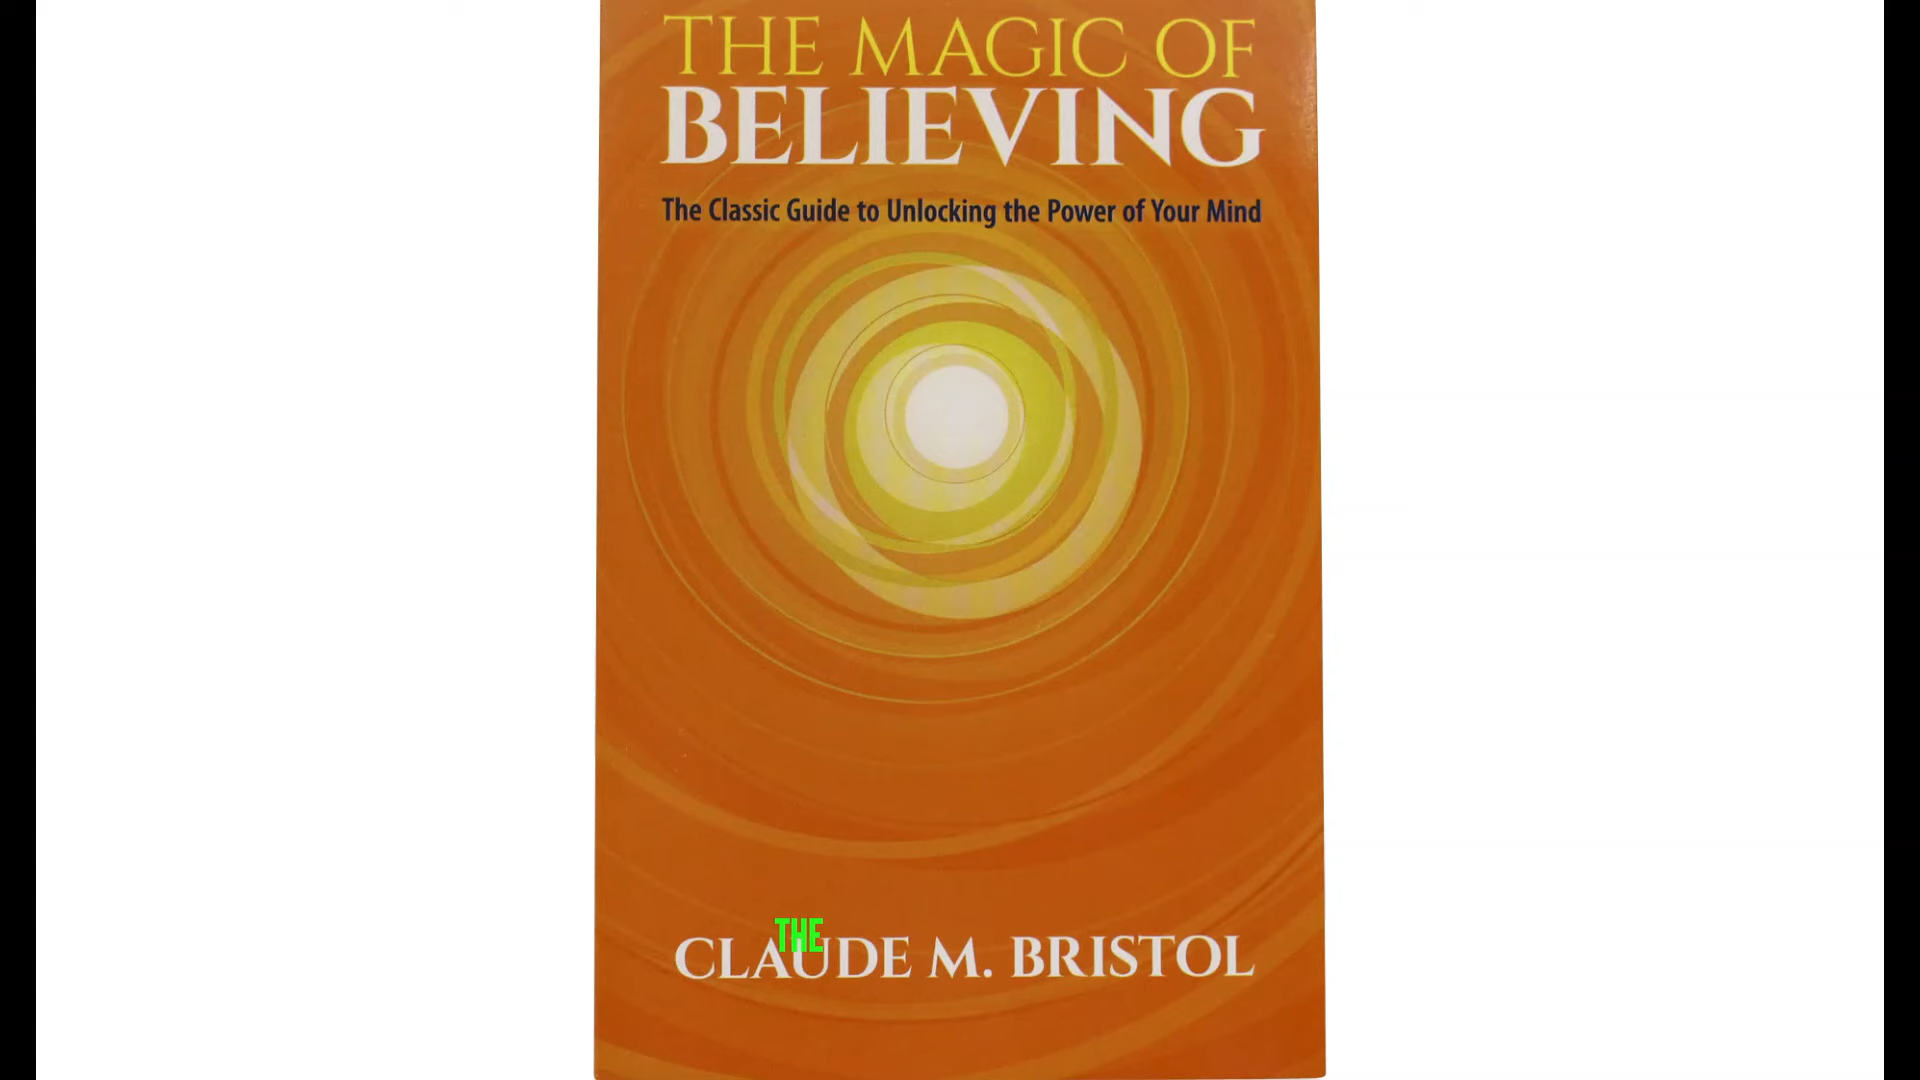 THE MAGIC OF
BELIEVING
The Classic Guide to Unlocking the Power of Your Mind
THE
CLAUDE M. BRISTOL